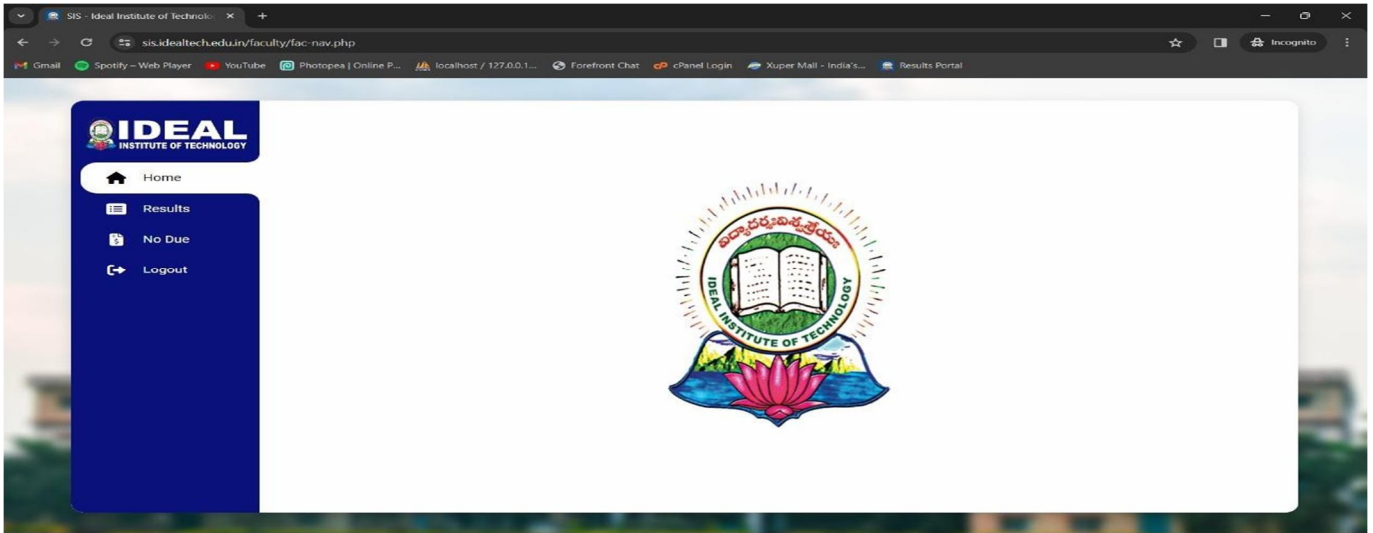 SIS - Ideal Institute of Technolo
sis.idealtech.edu.in/faculty/fac-nav.php
Incognito
Gmail
Spotify – Web Player
YouTube
Photopea | Online P...
localhost / 127.0.0.1...
Forefront Chat
cPanel Login
Xuper Mall - India's...
Results Portal
IDEAL
INSTITUTE OF TECHNOLOGY
Home
Results
No Due
Logout
IDEAL INSTITUTE OF TECHNOLOGY